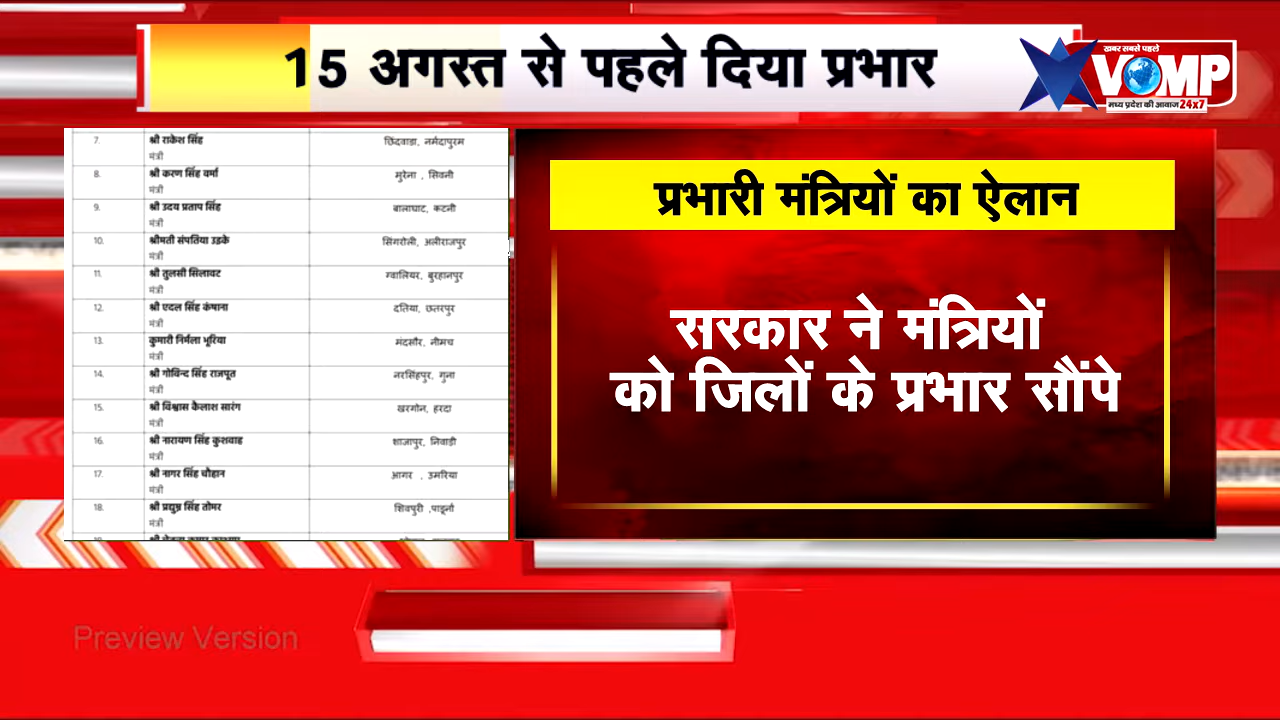 15 अगस्त से पहले दिया प्रभार
खबर सबसे पहले
VOMP
मध्य प्रदेश की आवाज 24x7
7. श्री राकेश सिंह छिंदवाडा, नर्मदापुरम
मंत्री
8. श्री करण सिंह वर्मा मुरैना , सिवनी
मंत्री
9. श्री उदय प्रताप सिंह बालाघाट, कटनी
मंत्री
10. श्रीमती संपतिया उइके सिंगरोली, अलीराजपुर
मंत्री
11. श्री तुलसी सिलावट ग्वालियर, बुरहानपुर
मंत्री
12. श्री एदल सिंह कंषाना दतिया, छतरपुर
मंत्री
13. कुमारी निर्मला भूरिया मंदसौर, नीमच
मंत्री
14. श्री गोविन्द सिंह राजपूत नरसिंहपुर, गुना
मंत्री
15. श्री विश्वास कैलाश सारंग खरगोन, हरदा
मंत्री
16. श्री नारायण सिंह कुशवाह शाजापुर, निवाडी
मंत्री
17. श्री नागर सिंह चौहान आगर , उमरिया
मंत्री
18. श्री प्रद्युम्न सिंह तोमर शिवपुरी ,पाढुर्ना
मंत्री
प्रभारी मंत्रियों का ऐलान
सरकार ने मंत्रियों
को जिलों के प्रभार सौंपे
Preview Version